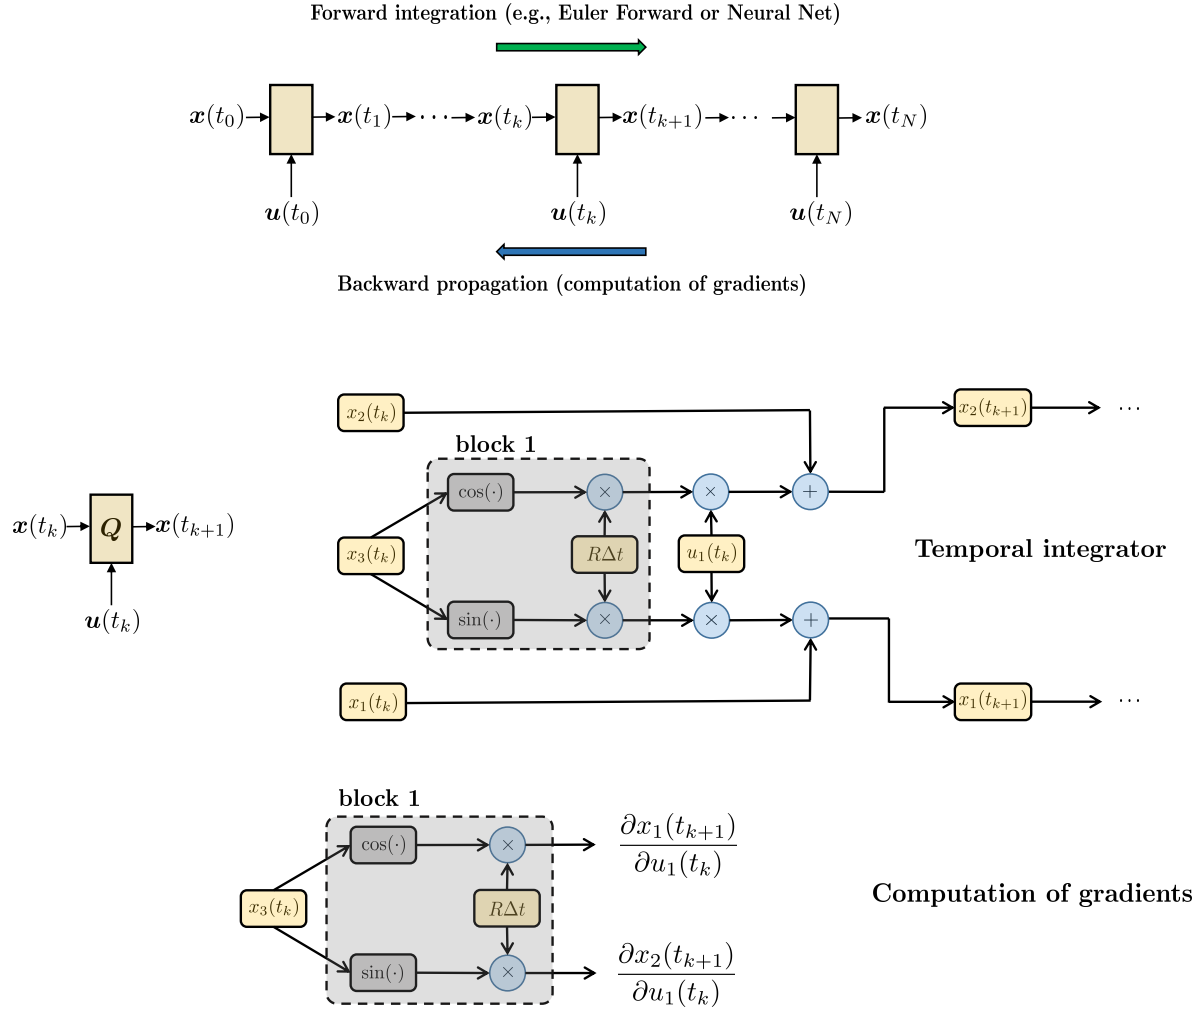 Forward integration (e.g., Euler Forward or Neural Net)
x(t₀) x(t₁) ··· x(tₖ) x(tₖ₊₁) ··· x(t_N)
u(t₀) u(tₖ) u(t_N)
Backward propagation (computation of gradients)
x₂(tₖ) x₂(tₖ₊₁) ···
block 1
cos(·) × × +
x(tₖ) Q x(tₖ₊₁)
x₃(tₖ) RΔt u₁(tₖ)
Temporal integrator
u(tₖ)
sin(·) × × +
x₁(tₖ) x₁(tₖ₊₁) ···
block 1
cos(·) × ∂x₁(tₖ₊₁)
∂u₁(tₖ)
x₃(tₖ) RΔt
Computation of gradients
sin(·) × ∂x₂(tₖ₊₁)
∂u₁(tₖ)